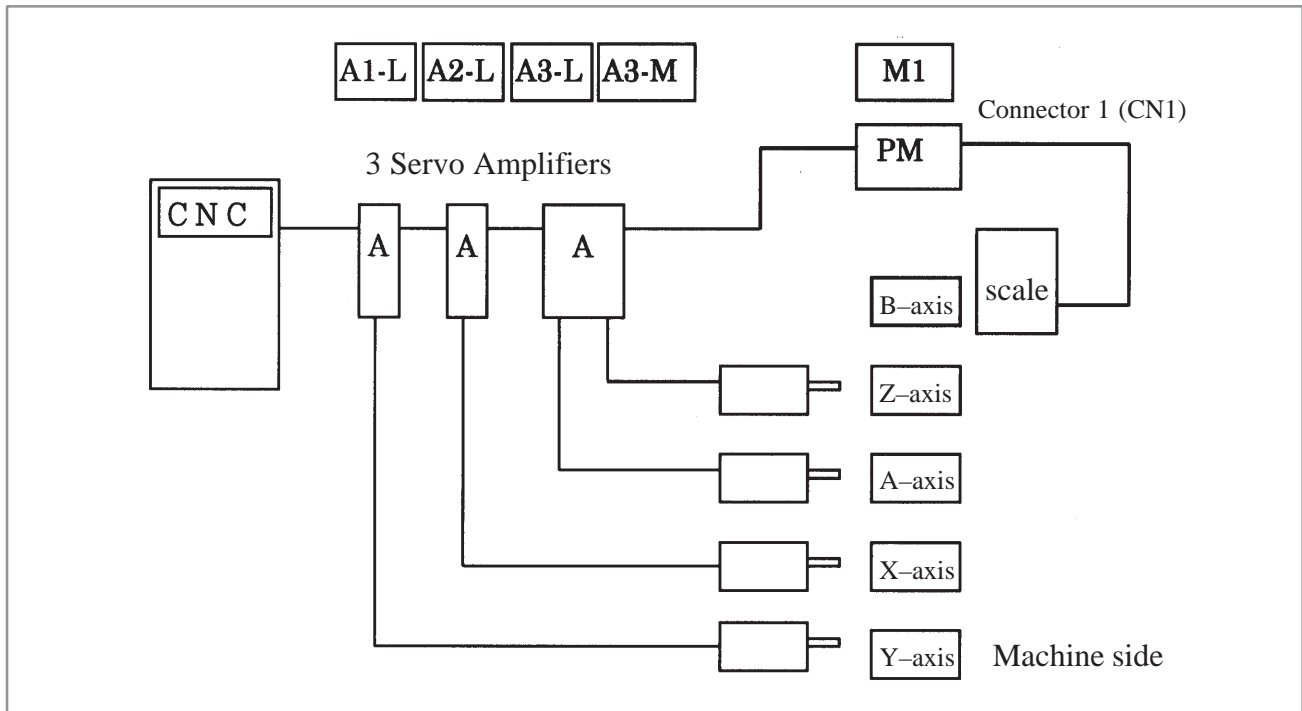 A1-L A2-L A3-L A3-M M1
Connector 1 (CN1)
PM
3 Servo Amplifiers
CNC
A A A
scale
B–axis
Z–axis
A–axis
X–axis
Y–axis Machine side